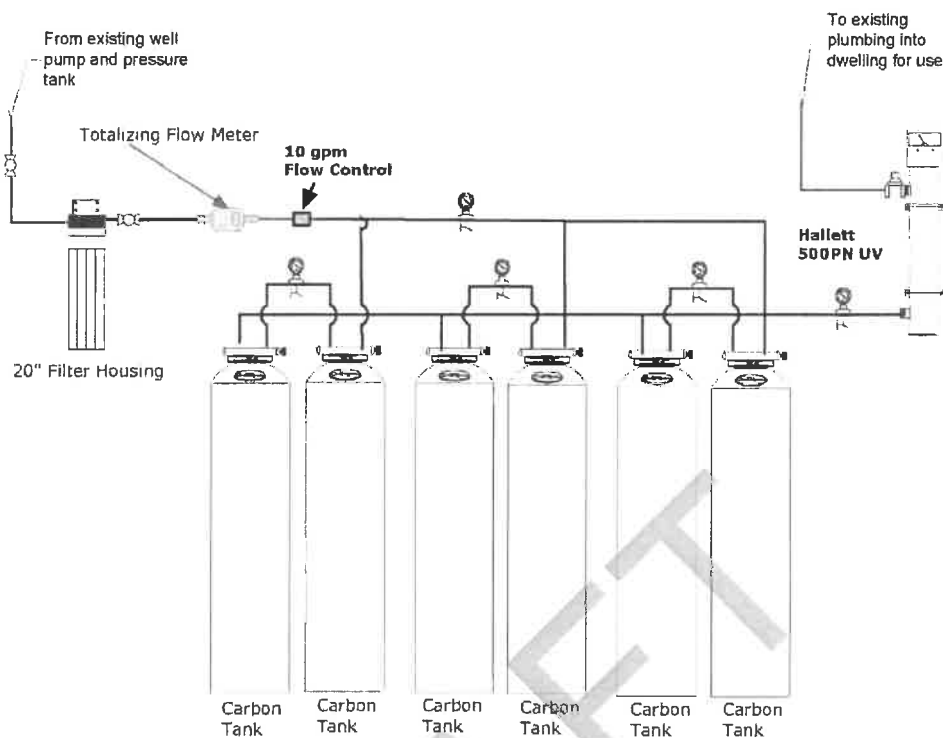 From existing well
pump and pressure
tank
To existing
plumbing into
dwelling for use
Totalizing Flow Meter
10 gpm
Flow Control
Hallett
500PN UV
20" Filter Housing
Carbon
Tank
Carbon
Tank
Carbon
Tank
Carbon
Tank
Carbon
Tank
Carbon
Tank